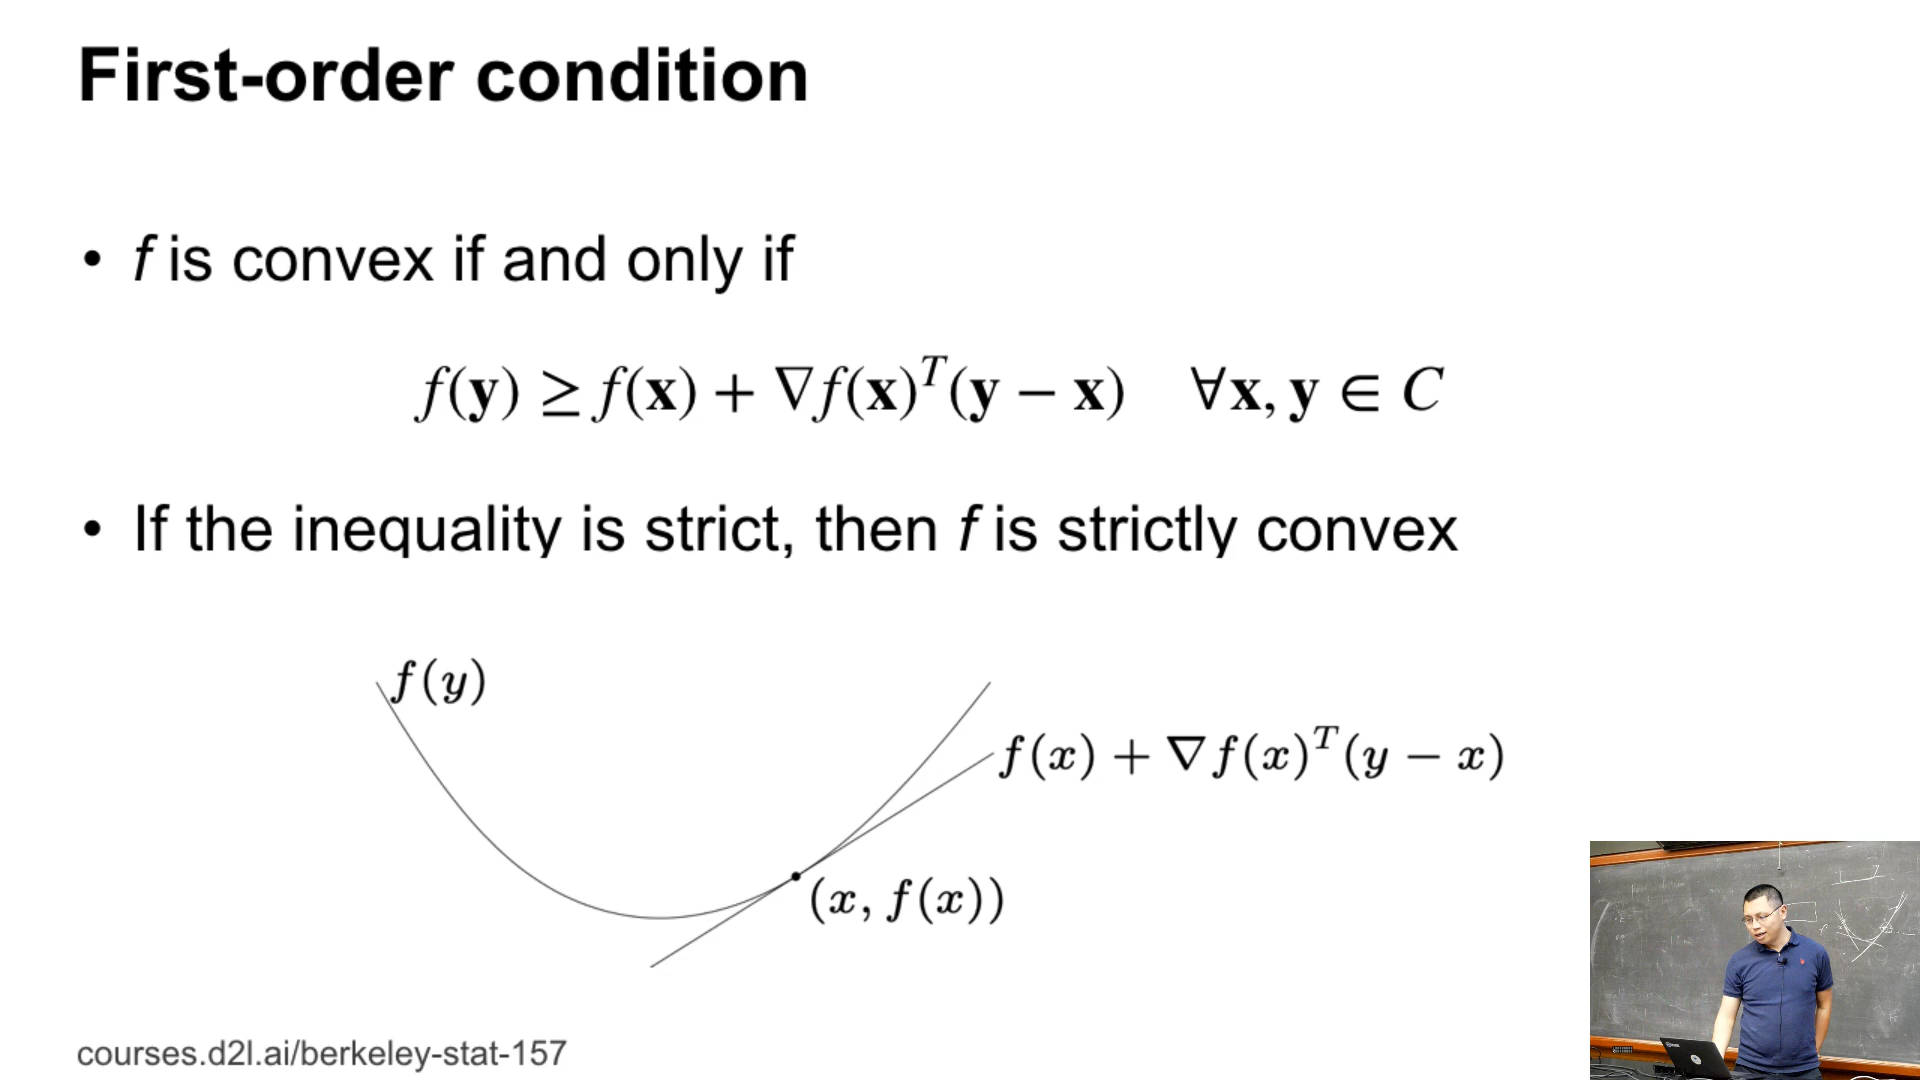 First-order condition
• f is convex if and only if
f(y) ≥ f(x) + ∇f(x)^T(y − x) ∀x, y ∈ C
• If the inequality is strict, then f is strictly convex
f(y)
f(x) + ∇f(x)^T(y − x)
(x, f(x))
courses.d2l.ai/berkeley-stat-157